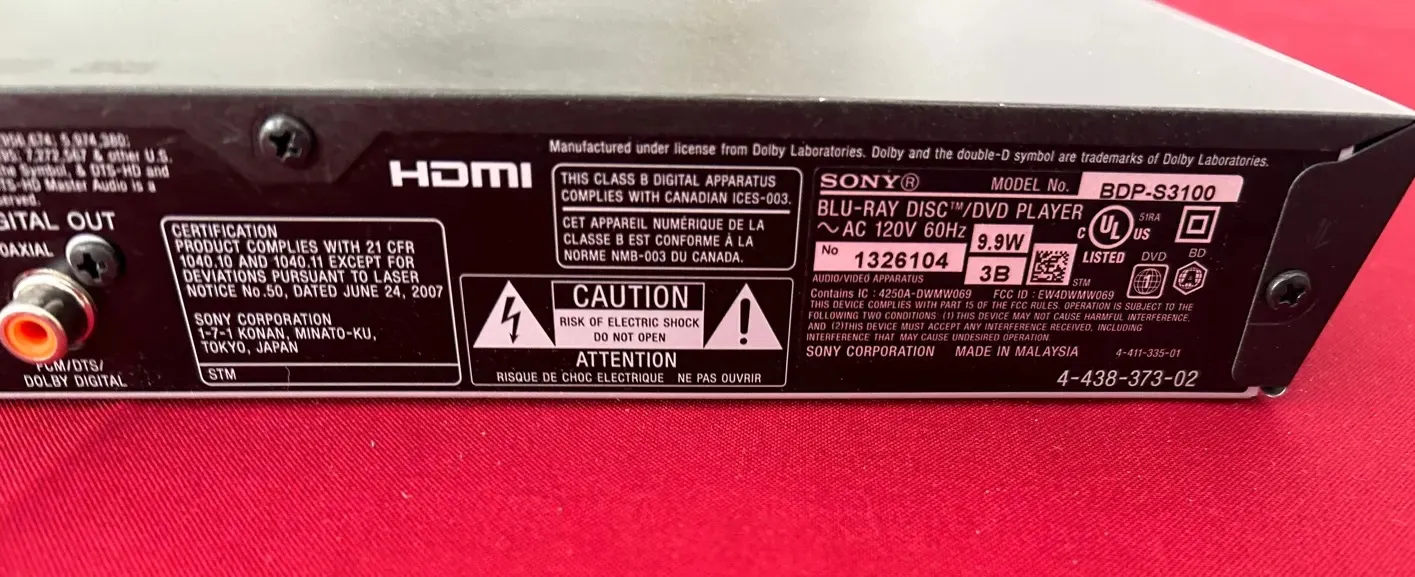 5,974,380;
7,272,567 & other U.S.
the Symbol, & DTS-HD and
DTS-HD Master Audio is a
DIGITAL OUT
COAXIAL
PCM/DTS/
DOLBY DIGITAL
CERTIFICATION
PRODUCT COMPLIES WITH 21 CFR
1040.10 AND 1040.11 EXCEPT FOR
DEVIATIONS PURSUANT TO LASER
NOTICE No.50, DATED JUNE 24, 2007
SONY CORPORATION
1-7-1 KONAN, MINATO-KU,
TOKYO, JAPAN
STM
HDMI
Manufactured under license from Dolby Laboratories. Dolby and the double-D symbol are trademarks of Dolby Laboratories.
THIS CLASS B DIGITAL APPARATUS
COMPLIES WITH CANADIAN ICES-003.
CET APPAREIL NUMÉRIQUE DE LA
CLASSE B EST CONFORME À LA
NORME NMB-003 DU CANADA.
CAUTION
RISK OF ELECTRIC SHOCK
DO NOT OPEN
ATTENTION
RISQUE DE CHOC ELECTRIQUE NE PAS OUVRIR
SONY® MODEL No. BDP-S3100
BLU-RAY DISC™/DVD PLAYER
~ AC 120V 60Hz 9.9W
No 1326104 3B
STM
C UL US 51RA
LISTED
DVD BD
AUDIO/VIDEO APPARATUS
Contains IC : 4250A-DWMW069 FCC ID : EW4DWMW069
THIS DEVICE COMPLIES WITH PART 15 OF THE FCC RULES. OPERATION IS SUBJECT TO THE
FOLLOWING TWO CONDITIONS: (1) THIS DEVICE MAY NOT CAUSE HARMFUL INTERFERENCE,
AND (2)THIS DEVICE MUST ACCEPT ANY INTERFERENCE RECEIVED, INCLUDING
INTERFERENCE THAT MAY CAUSE UNDESIRED OPERATION.
SONY CORPORATION MADE IN MALAYSIA 4-411-335-01
4-438-373-02